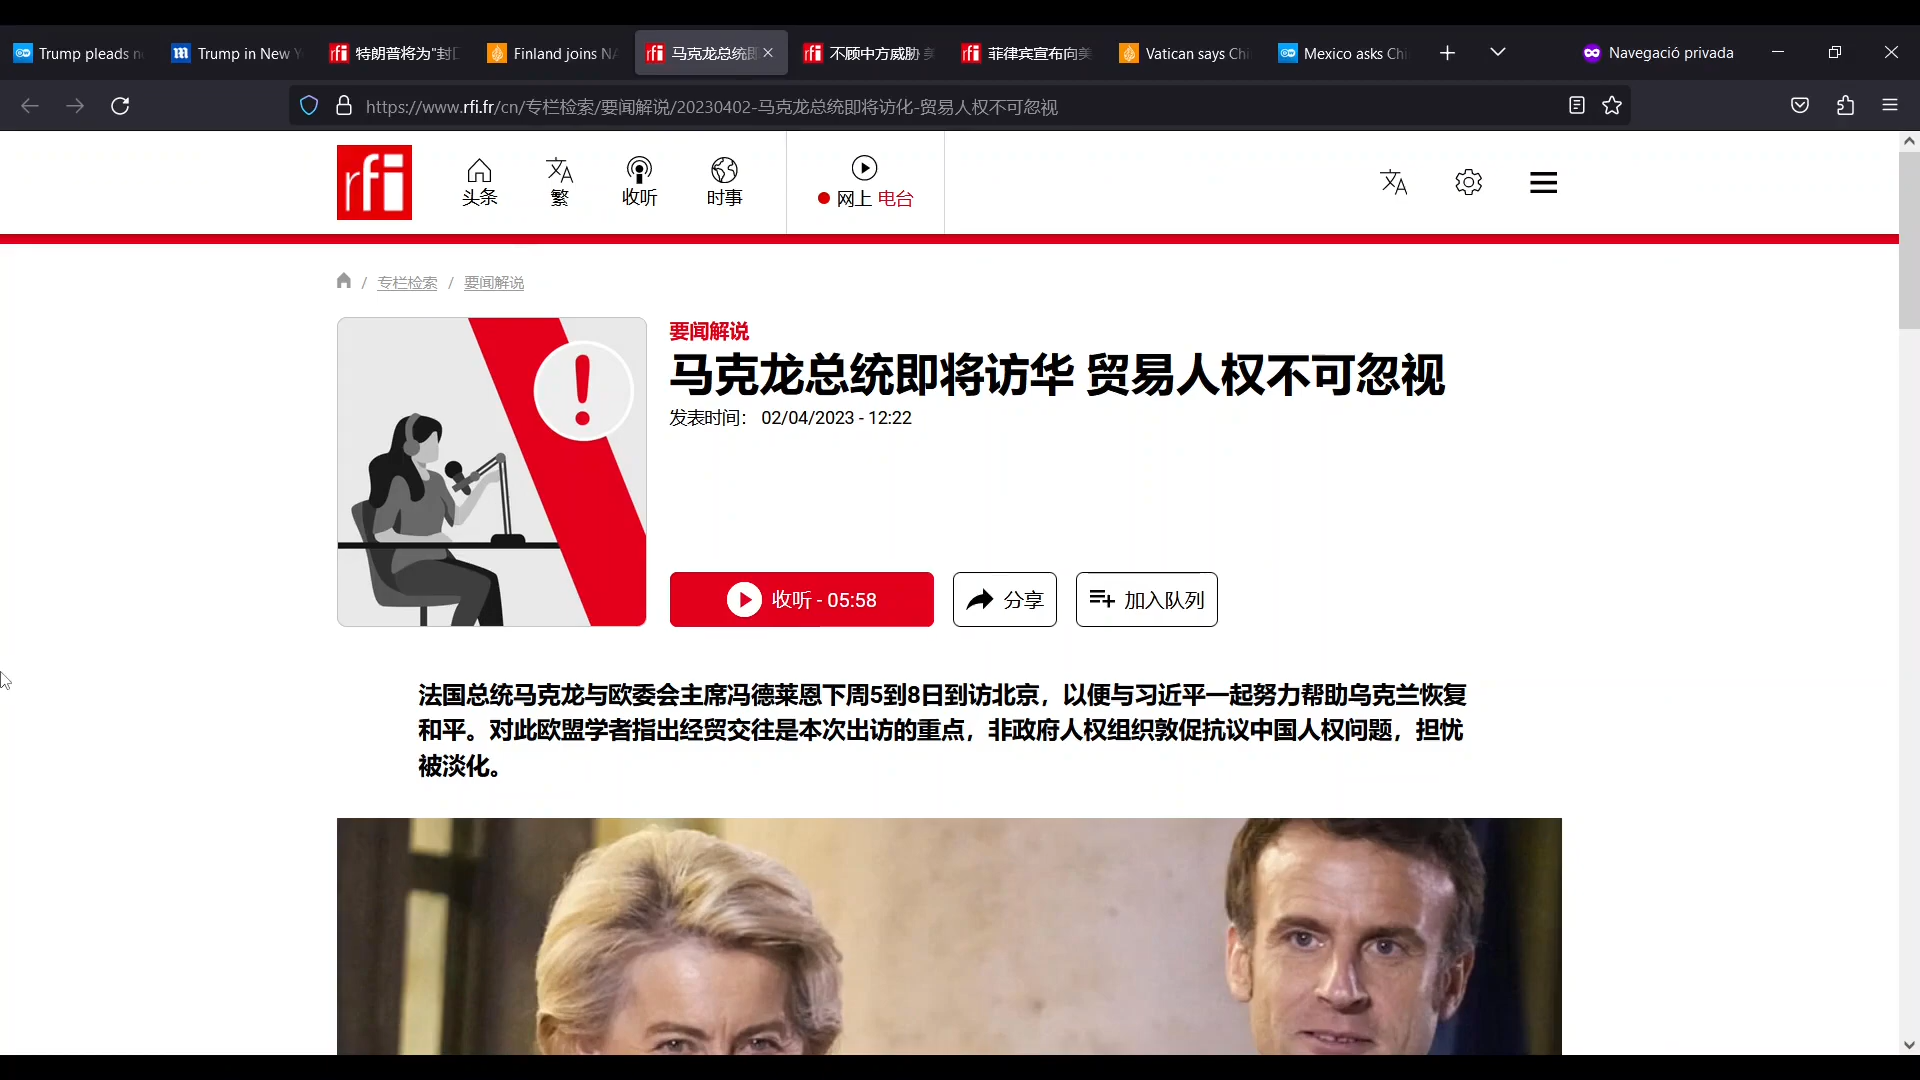 Trump pleads
Trump in New
特朗普将为"封
Finland joins
马克龙总统
不顾中方威胁
菲律宾宣布向美
Vatican says
Mexico asks
Navegació privada
https://www.rfi.fr/cn/专栏检索/要闻解说/20230402-马克龙总统即将访化-贸易人权不可忽视
rfi
头条
繁
收听
时事
网上 电台
/ 专栏检索 / 要闻解说
要闻解说
马克龙总统即将访华 贸易人权不可忽视
发表时间： 02/04/2023 - 12:22
收听 - 05:58
分享
加入队列
法国总统马克龙与欧委会主席冯德莱恩下周5到8日到访北京，以便与习近平一起努力帮助乌克兰恢复
和平。对此欧盟学者指出经贸交往是本次出访的重点，非政府人权组织敦促抗议中国人权问题，担忧
被淡化。